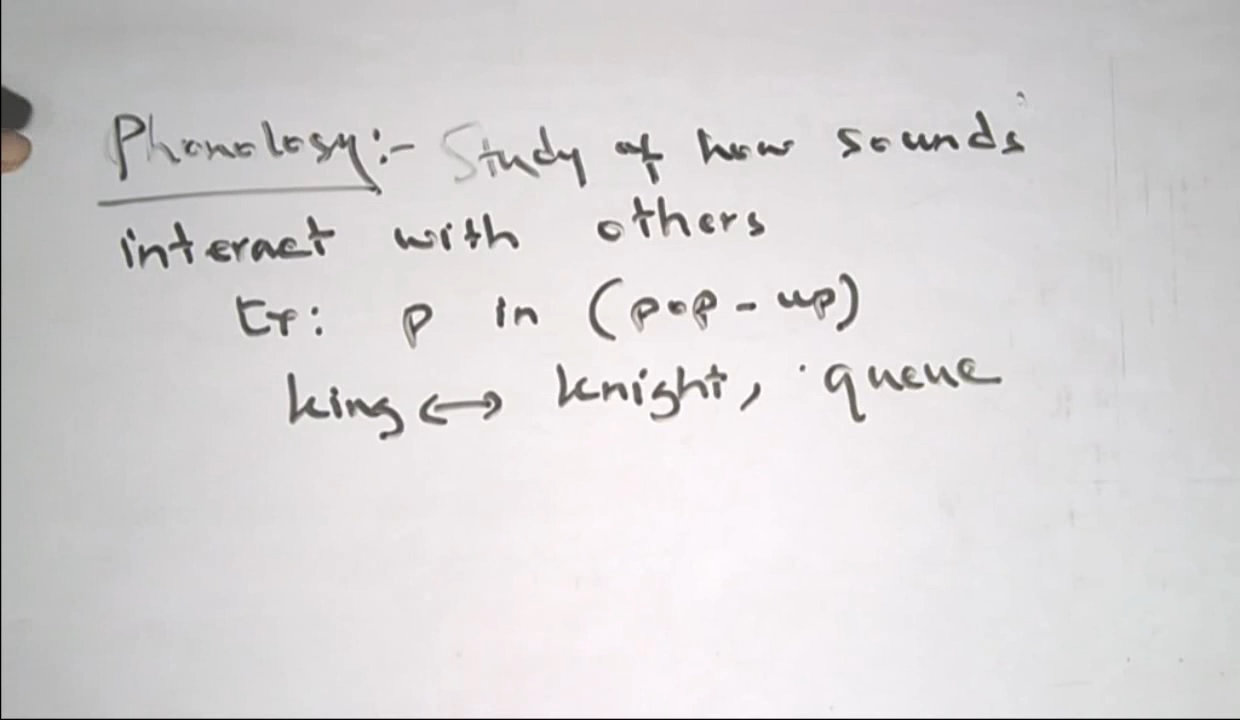 Phonology:- Study of how sounds
interact with others
Ex: p in (pop-up)
king ↔ knight, queue